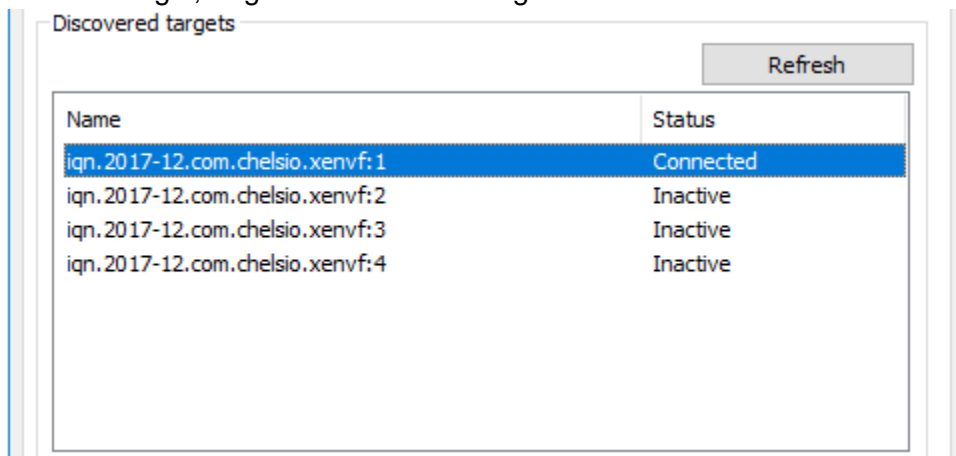 Discovered targets
Refresh
Name Status
iqn.2017-12.com.chelsio.xenvf:1 Connected
iqn.2017-12.com.chelsio.xenvf:2 Inactive
iqn.2017-12.com.chelsio.xenvf:3 Inactive
iqn.2017-12.com.chelsio.xenvf:4 Inactive